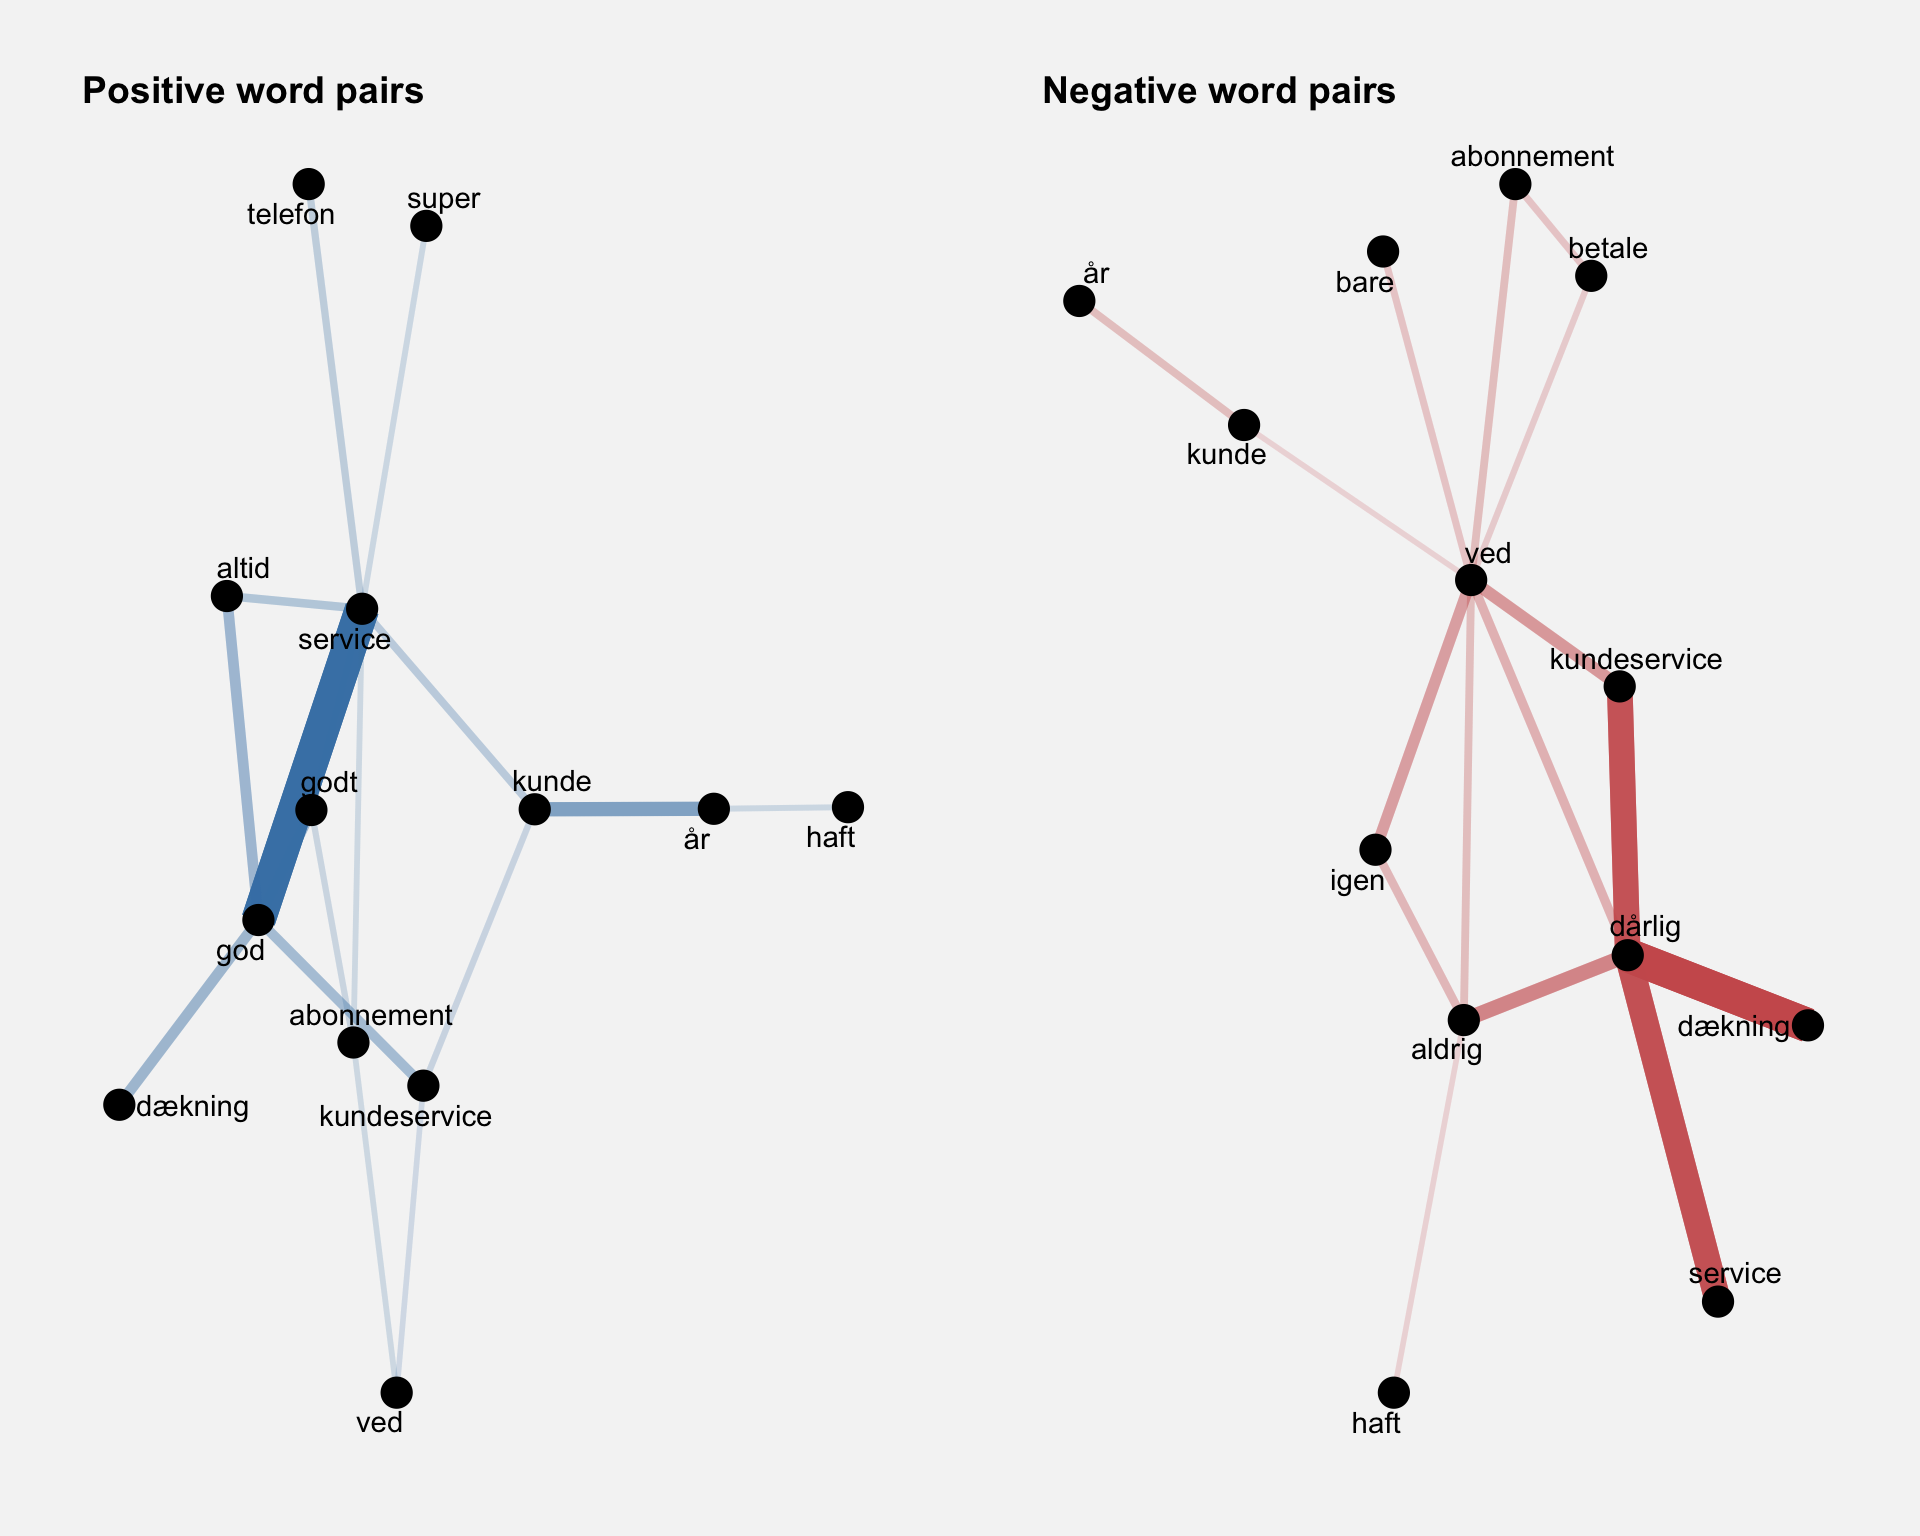 Positive word pairs
telefon
super
altid
service
godt
kunde
år
haft
god
abonnement
dækning
kundeservice
ved
Negative word pairs
abonnement
betale
bare
år
kunde
ved
kundeservice
igen
dårlig
dækning
aldrig
service
haft